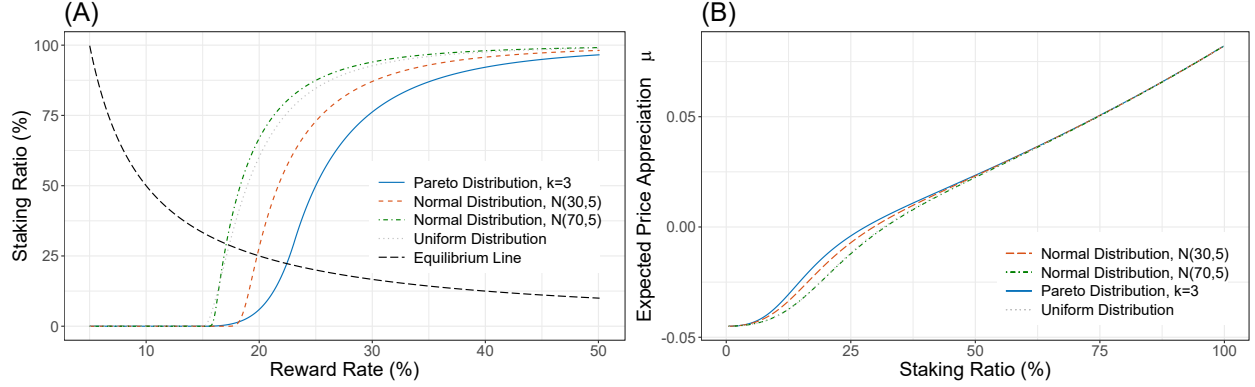 (A)
Staking Ratio (%)
100
75
50
25
0
Pareto Distribution, k=3
Normal Distribution, N(30,5)
Normal Distribution, N(70,5)
Uniform Distribution
Equilibrium Line
10
20
30
40
50
Reward Rate (%)
(B)
Expected Price Appreciation μ
0.05
0.00
-0.05
Normal Distribution, N(30,5)
Normal Distribution, N(70,5)
Pareto Distribution, k=3
Uniform Distribution
0
25
50
75
100
Staking Ratio (%)